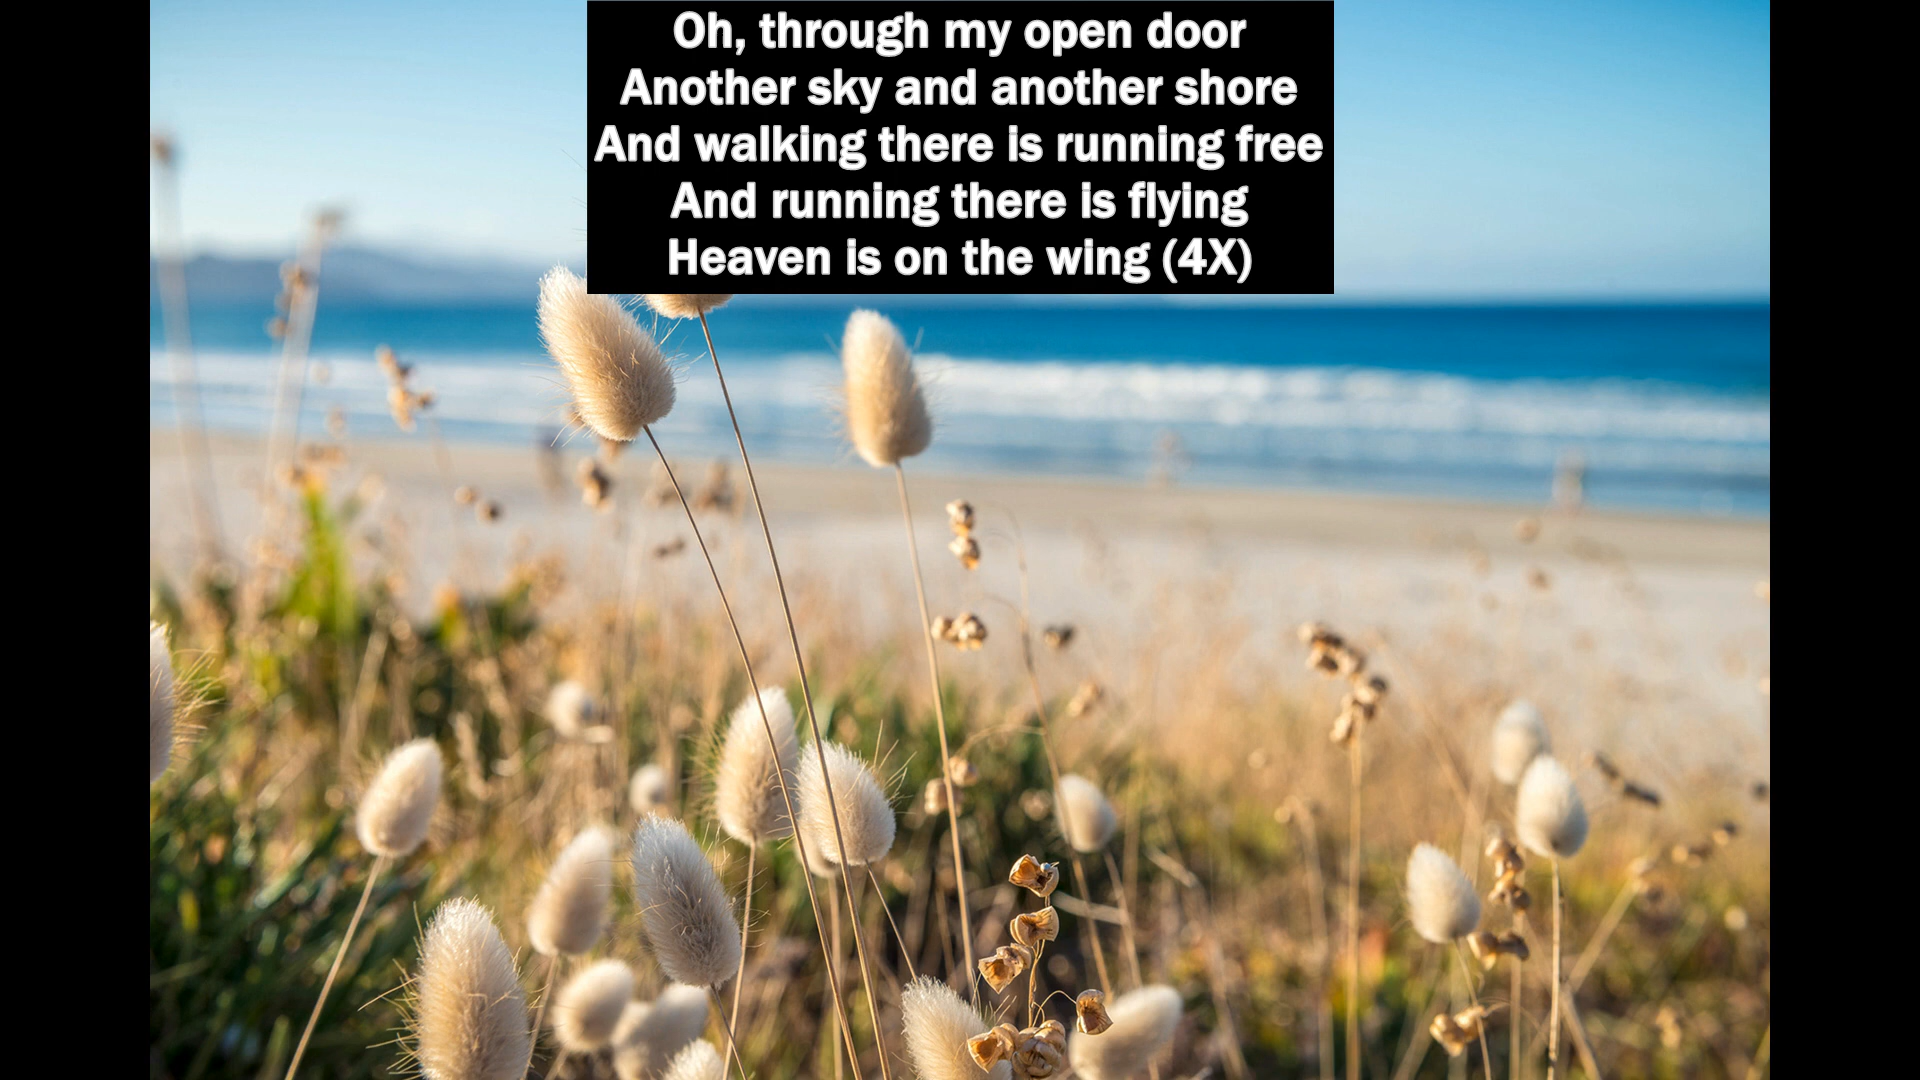 Oh, through my open door
Another sky and another shore
And walking there is running free
And running there is flying
Heaven is on the wing (4X)